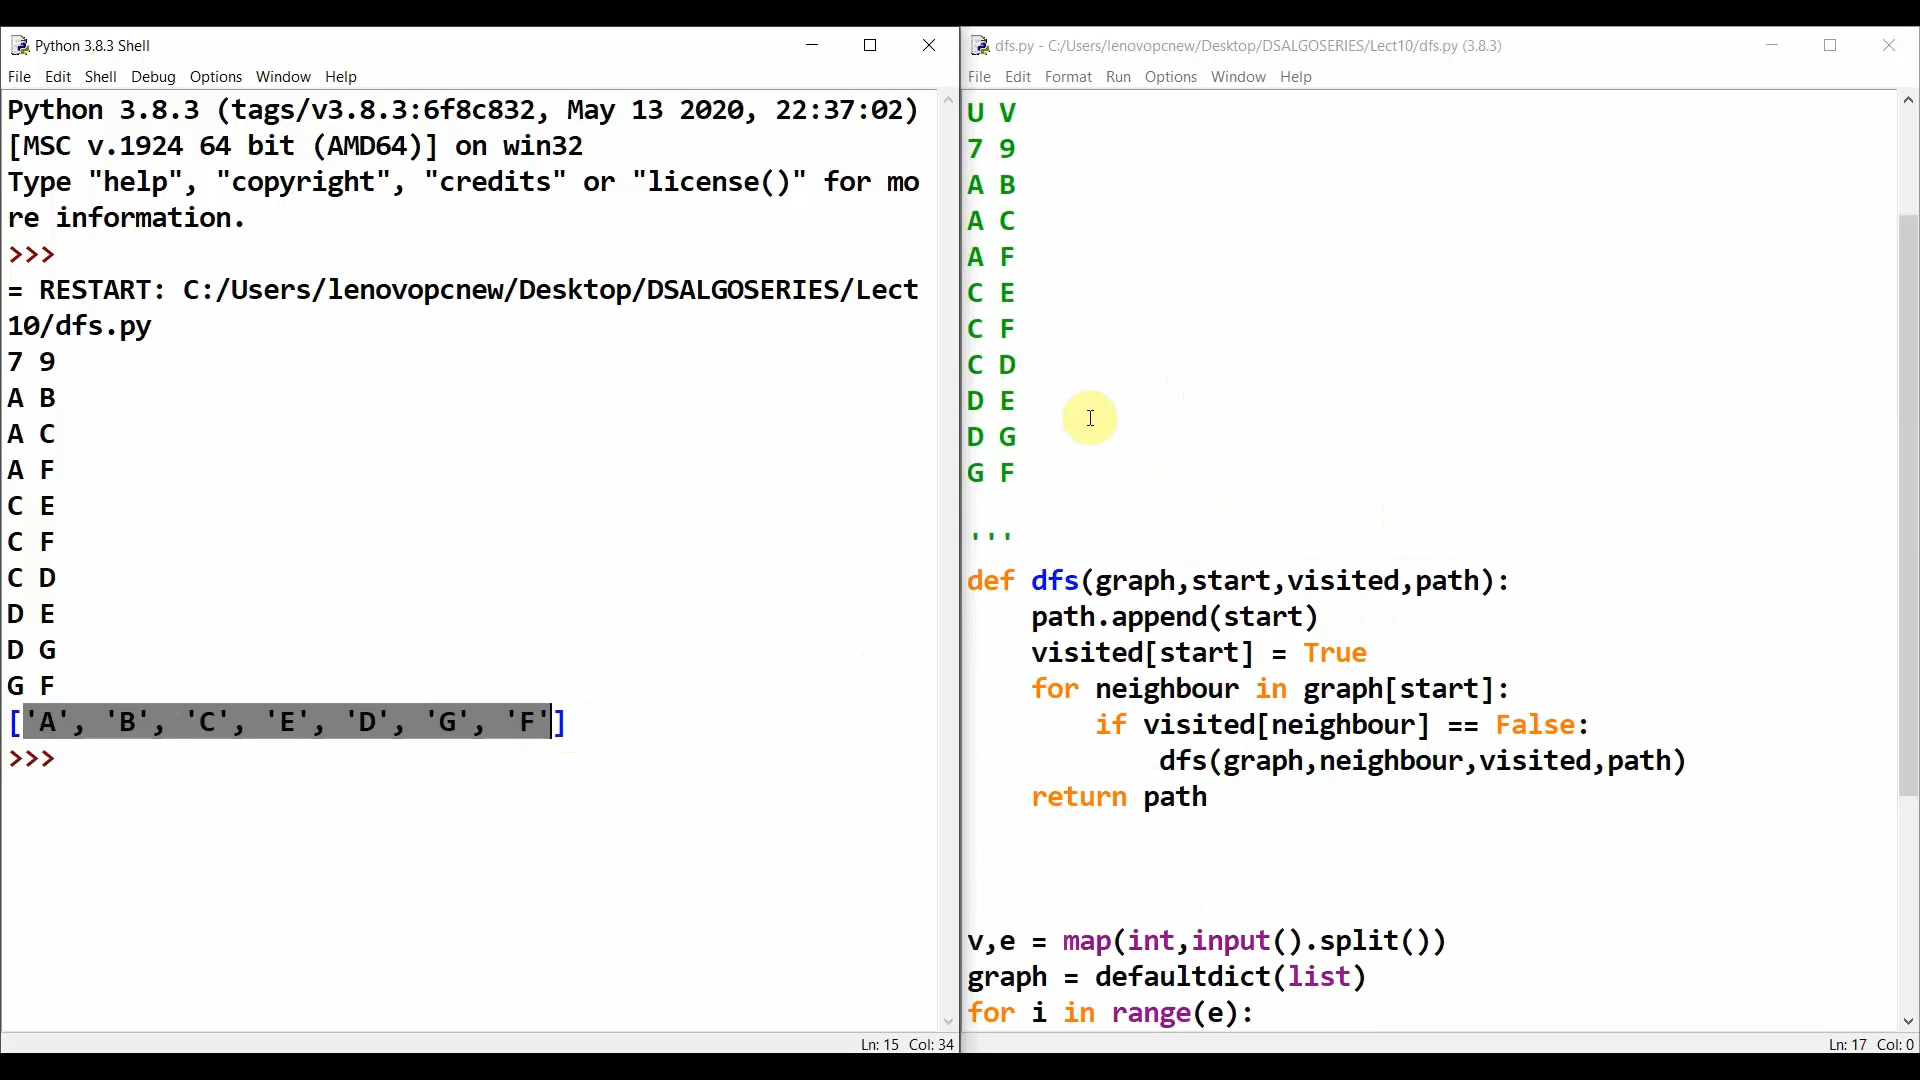 Python 3.8.3 Shell
File Edit Shell Debug Options Window Help
Python 3.8.3 (tags/v3.8.3:6f8c832, May 13 2020, 22:37:02)
[MSC v.1924 64 bit (AMD64)] on win32
Type "help", "copyright", "credits" or "license()" for mo
re information.
>>>
= RESTART: C:/Users/lenovopcnew/Desktop/DSALGOSERIES/Lect
10/dfs.py
7 9
A B
A C
A F
C E
C F
C D
D E
D G
G F
['A', 'B', 'C', 'E', 'D', 'G', 'F']
>>>
Ln: 15 Col: 34
dfs.py - C:/Users/lenovopcnew/Desktop/DSALGOSERIES/Lect10/dfs.py (3.8.3)
File Edit Format Run Options Window Help
U V
7 9
A B
A C
A F
C E
C F
C D
D E
D G
G F
'''
def dfs(graph,start,visited,path):
    path.append(start)
    visited[start] = True
    for neighbour in graph[start]:
        if visited[neighbour] == False:
            dfs(graph,neighbour,visited,path)
    return path
v,e = map(int,input().split())
graph = defaultdict(list)
for i in range(e):
Ln: 17 Col: 0